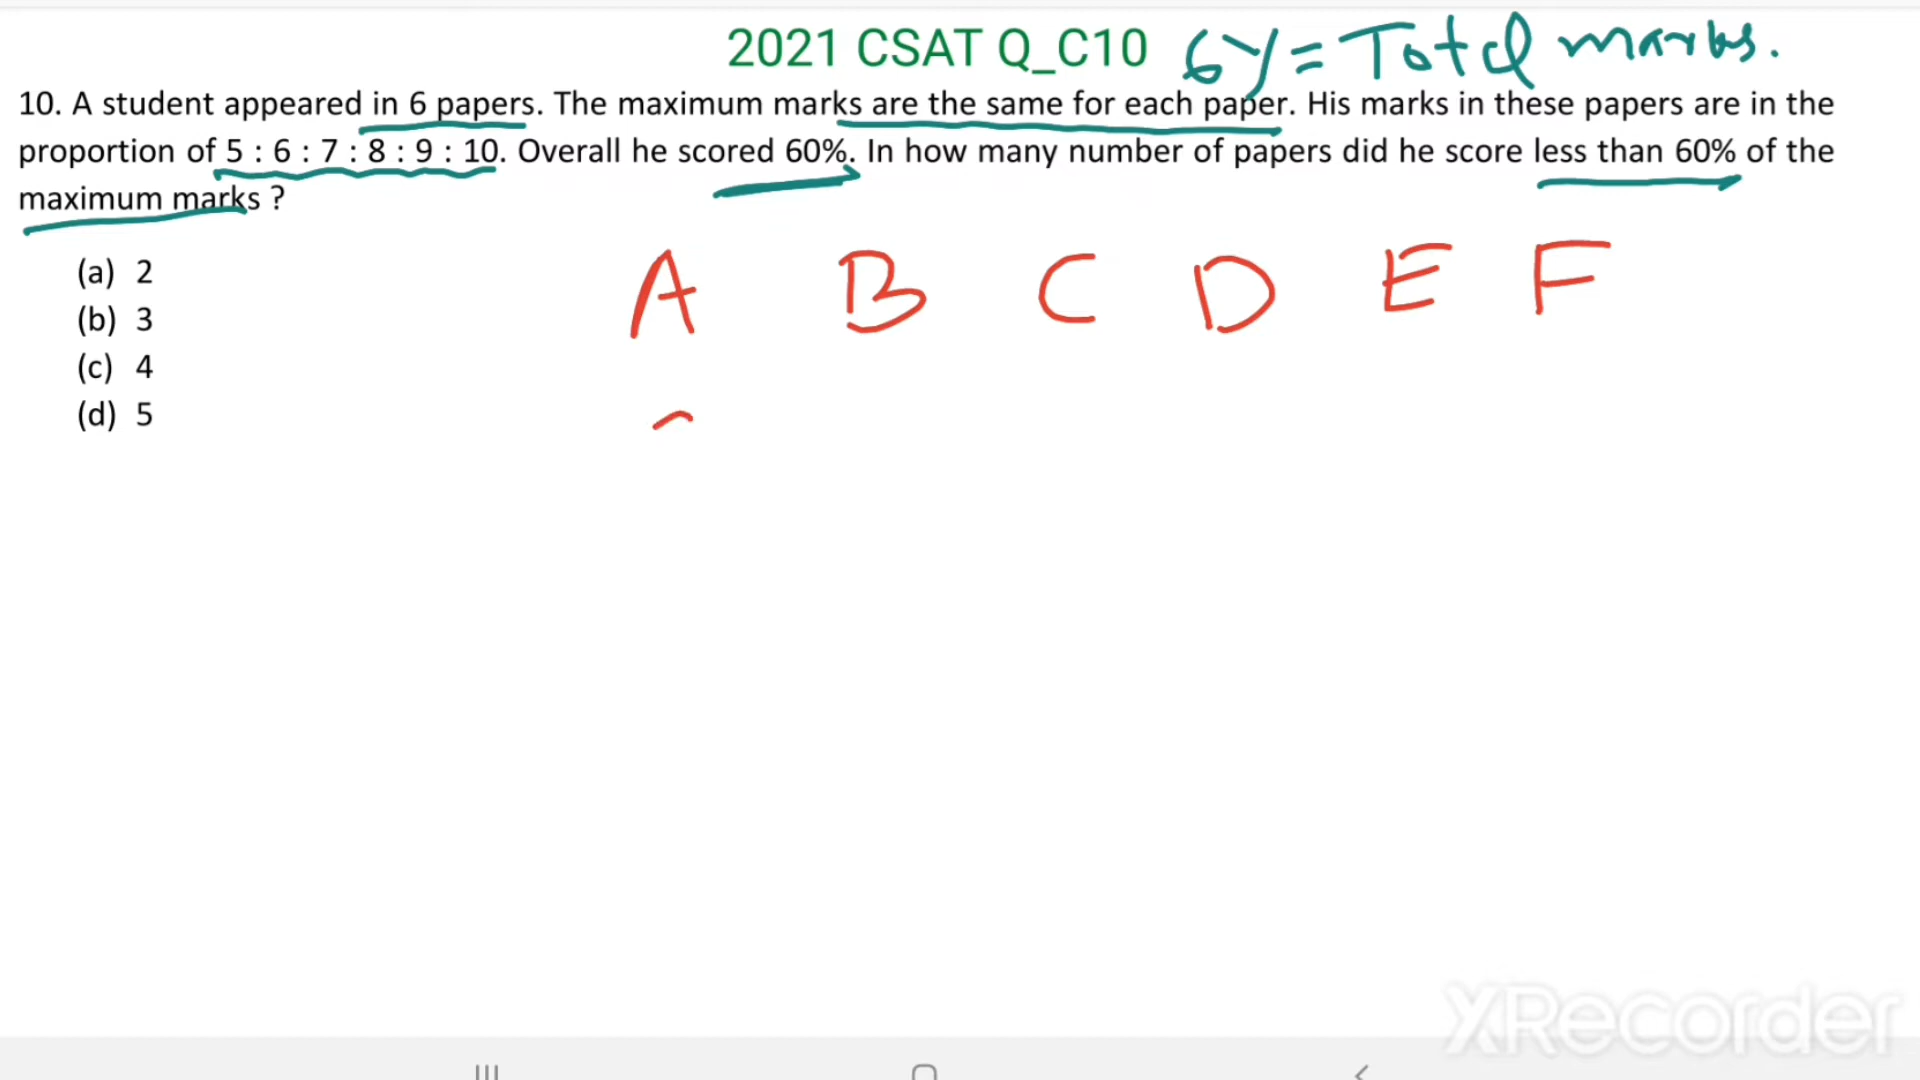 2021 CSAT Q_C10 6y = Total marks.
10. A student appeared in 6 papers. The maximum marks are the same for each paper. His marks in these papers are in the
proportion of 5 : 6 : 7 : 8 : 9 : 10. Overall he scored 60%. In how many number of papers did he score less than 60% of the
maximum marks ?
(a) 2
(b) 3
(c) 4
(d) 5
A B C D E F
XRecorder